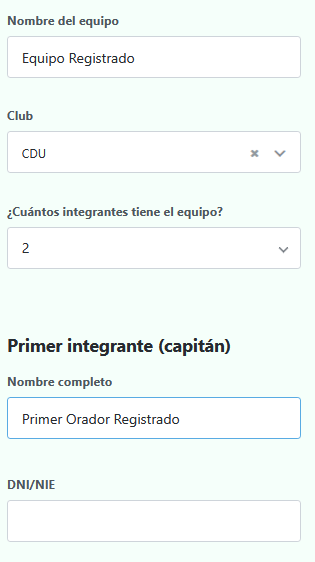 Nombre del equipo
Equipo Registrado
Club
CDU
¿Cuántos integrantes tiene el equipo?
2
Primer integrante (capitán)
Nombre completo
Primer Orador Registrado
DNI/NIE